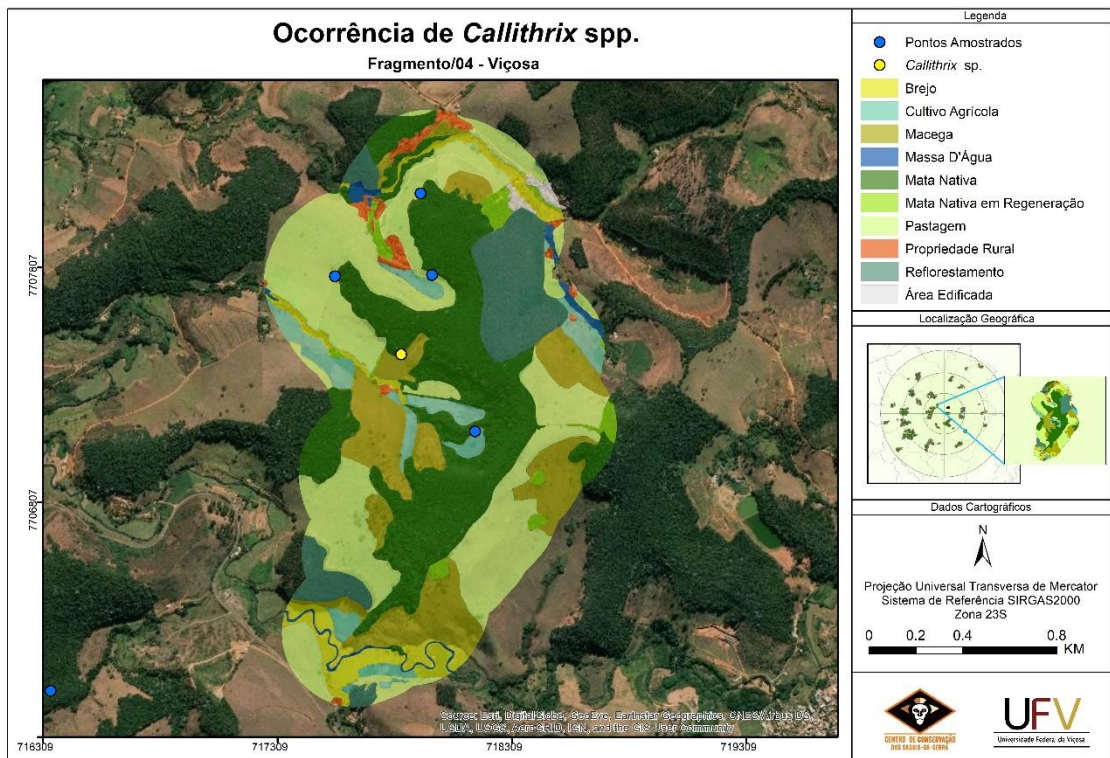 Ocorrência de Callithrix spp.
Fragmento/04 - Viçosa
7707807
7706807
716309
717309
718309
719309
Source: Esri, DigitalGlobe, GeoEye, Earthstar Geographics, CNES/Airbus DS,
USDA, USGS, AeroGRID, IGN, and the GIS User Community
Legenda
Pontos Amostrados
Callithrix sp.
Brejo
Cultivo Agrícola
Macega
Massa D'Água
Mata Nativa
Mata Nativa em Regeneração
Pastagem
Propriedade Rural
Reflorestamento
Área Edificada
Localização Geográfica
Dados Cartográficos
N
Projeção Universal Transversa de Mercator
Sistema de Referência SIRGAS2000
Zona 23S
0 0.2 0.4 0.8
KM
CENTRO DE CONSERVAÇÃO
DOS SAGUIS-DA-SERRA
UFV
Universidade Federal de Viçosa